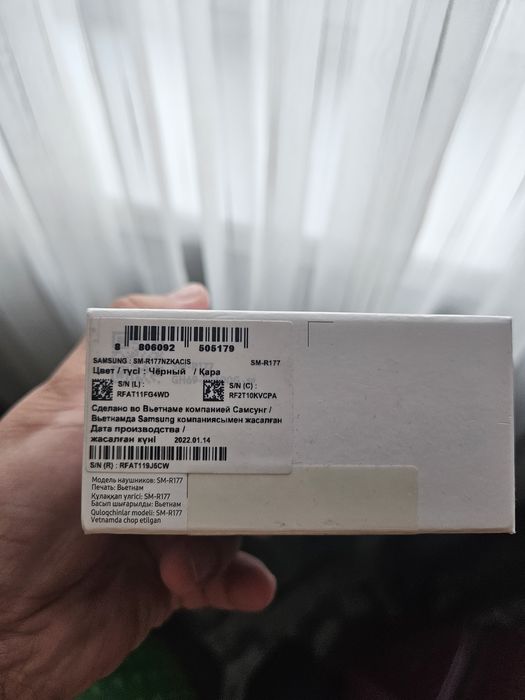 8 806092 505179
SAMSUNG : SM-R177NZKACIS SM-R177
Цвет / түсі : Чёрный / Қара
S/N (L) : S/N (C) :
RFAT11FG4WD RF2T10KVCPA
Сделано во Вьетнаме компанией Самсунг /
Вьетнамда Samsung компаниясымен жасалған
Дата производства /
жасалған күні 2022.01.14
S/N (R) : RFAT119J5CW
Модель наушников: SM-R177
Печать: Вьетнам
Құлаққап үлгісі: SM-R177
Басып шығарылды: Вьетнам
Quloqchinlar modeli: SM-R177
Vetnamda chop etilgan